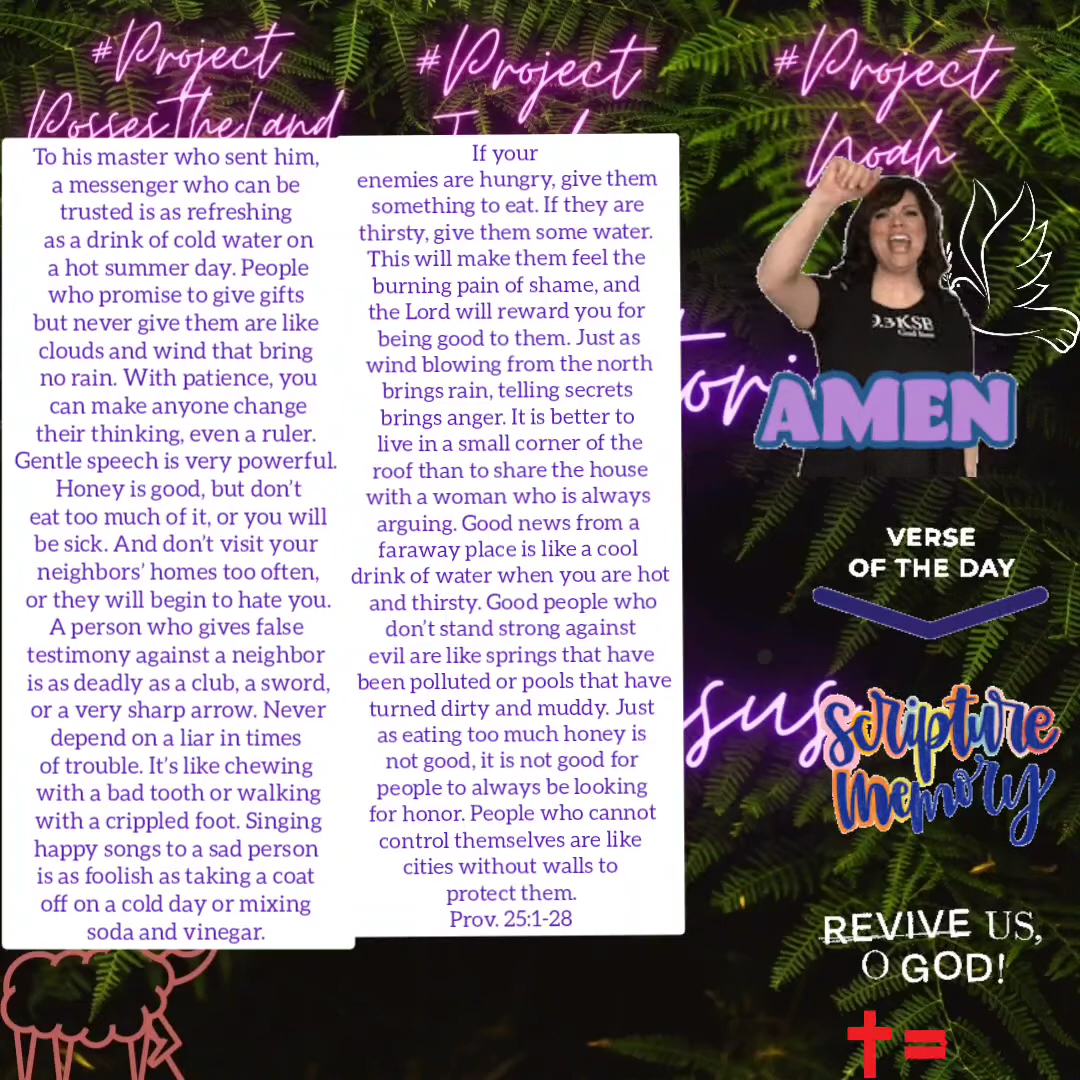 #Project
PossesTheLand
To his master who sent him,
a messenger who can be
trusted is as refreshing
as a drink of cold water on
a hot summer day. People
who promise to give gifts
but never give them are like
clouds and wind that bring
no rain. With patience, you
can make anyone change
their thinking, even a ruler.
Gentle speech is very powerful.
Honey is good, but don’t
eat too much of it, or you will
be sick. And don’t visit your
neighbors’ homes too often,
or they will begin to hate you.
A person who gives false
testimony against a neighbor
is as deadly as a club, a sword,
or a very sharp arrow. Never
depend on a liar in times
of trouble. It’s like chewing
with a bad tooth or walking
with a crippled foot. Singing
happy songs to a sad person
is as foolish as taking a coat
off on a cold day or mixing
soda and vinegar.
#Project
If your
enemies are hungry, give them
something to eat. If they are
thirsty, give them some water.
This will make them feel the
burning pain of shame, and
the Lord will reward you for
being good to them. Just as
wind blowing from the north
brings rain, telling secrets
brings anger. It is better to
live in a small corner of the
roof than to share the house
with a woman who is always
arguing. Good news from a
faraway place is like a cool
drink of water when you are hot
and thirsty. Good people who
don’t stand strong against
evil are like springs that have
been polluted or pools that have
turned dirty and muddy. Just
as eating too much honey is
not good, it is not good for
people to always be looking
for honor. People who cannot
control themselves are like
cities without walls to
protect them.
Prov. 25:1-28
#Project
Noah
9.3 KSB
AMEN
VERSE
OF THE DAY
sus
scripture
memory
REVIVE US,
O GOD!
=